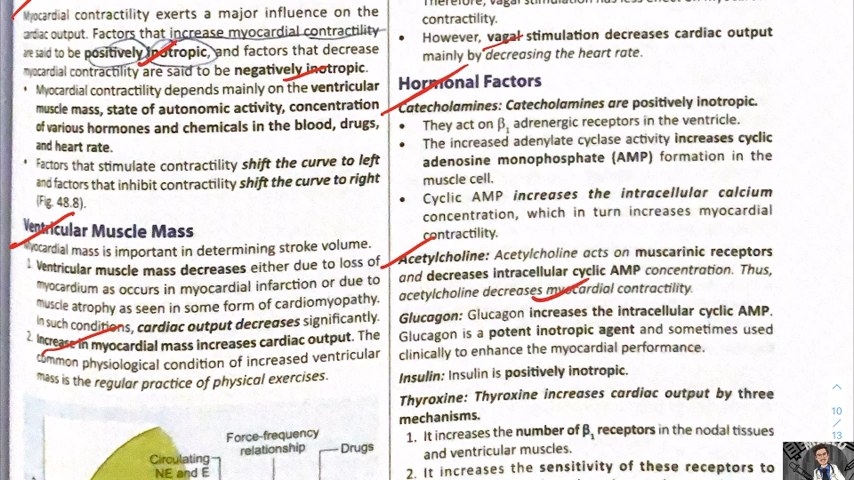 Myocardial contractility exerts a major influence on the
cardiac output. Factors that increase myocardial contractility
are said to be positively inotropic, and factors that decrease
myocardial contractility are said to be negatively inotropic.
• Myocardial contractility depends mainly on the ventricular
muscle mass, state of autonomic activity, concentration
of various hormones and chemicals in the blood, drugs,
and heart rate.
• Factors that stimulate contractility shift the curve to left
and factors that inhibit contractility shift the curve to right
(Fig. 48.8).
Ventricular Muscle Mass
Myocardial mass is important in determining stroke volume.
1. Ventricular muscle mass decreases either due to loss of
myocardium as occurs in myocardial infarction or due to
muscle atrophy as seen in some form of cardiomyopathy.
In such conditions, cardiac output decreases significantly.
2. Increase in myocardial mass increases cardiac output. The
common physiological condition of increased ventricular
mass is the regular practice of physical exercises.
Force-frequency
relationship
Drugs
Circulating
NE and E
contractility.
• However, vagal stimulation decreases cardiac output
mainly by decreasing the heart rate.
Hormonal Factors
Catecholamines: Catecholamines are positively inotropic.
• They act on β1 adrenergic receptors in the ventricle.
• The increased adenylate cyclase activity increases cyclic
adenosine monophosphate (AMP) formation in the
muscle cell.
• Cyclic AMP increases the intracellular calcium
concentration, which in turn increases myocardial
contractility.
Acetylcholine: Acetylcholine acts on muscarinic receptors
and decreases intracellular cyclic AMP concentration. Thus,
acetylcholine decreases myocardial contractility.
Glucagon: Glucagon increases the intracellular cyclic AMP.
Glucagon is a potent inotropic agent and sometimes used
clinically to enhance the myocardial performance.
Insulin: Insulin is positively inotropic.
Thyroxine: Thyroxine increases cardiac output by three
mechanisms.
1. It increases the number of β1 receptors in the nodal tissues
and ventricular muscles.
2. It increases the sensitivity of these receptors to
10
/
13